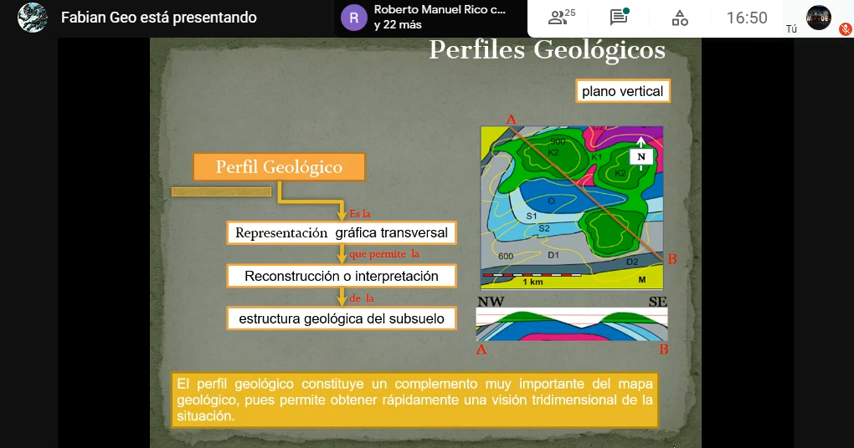 Fabian Geo está presentando
R
Roberto Manuel Rico c...
y 22 más
25
16:50
Tú
Perfiles Geológicos
plano vertical
Perfil Geológico
Es la
Representación gráfica transversal
que permite la
Reconstrucción o interpretación
de la
estructura geológica del subsuelo
A
900
K2
K1
N
K2
O
S1
S2
600
D1
D2
B
1 km
M
NW
SE
A
B
El perfil geológico constituye un complemento muy importante del mapa
geológico, pues permite obtener rápidamente una visión tridimensional de la
situación.